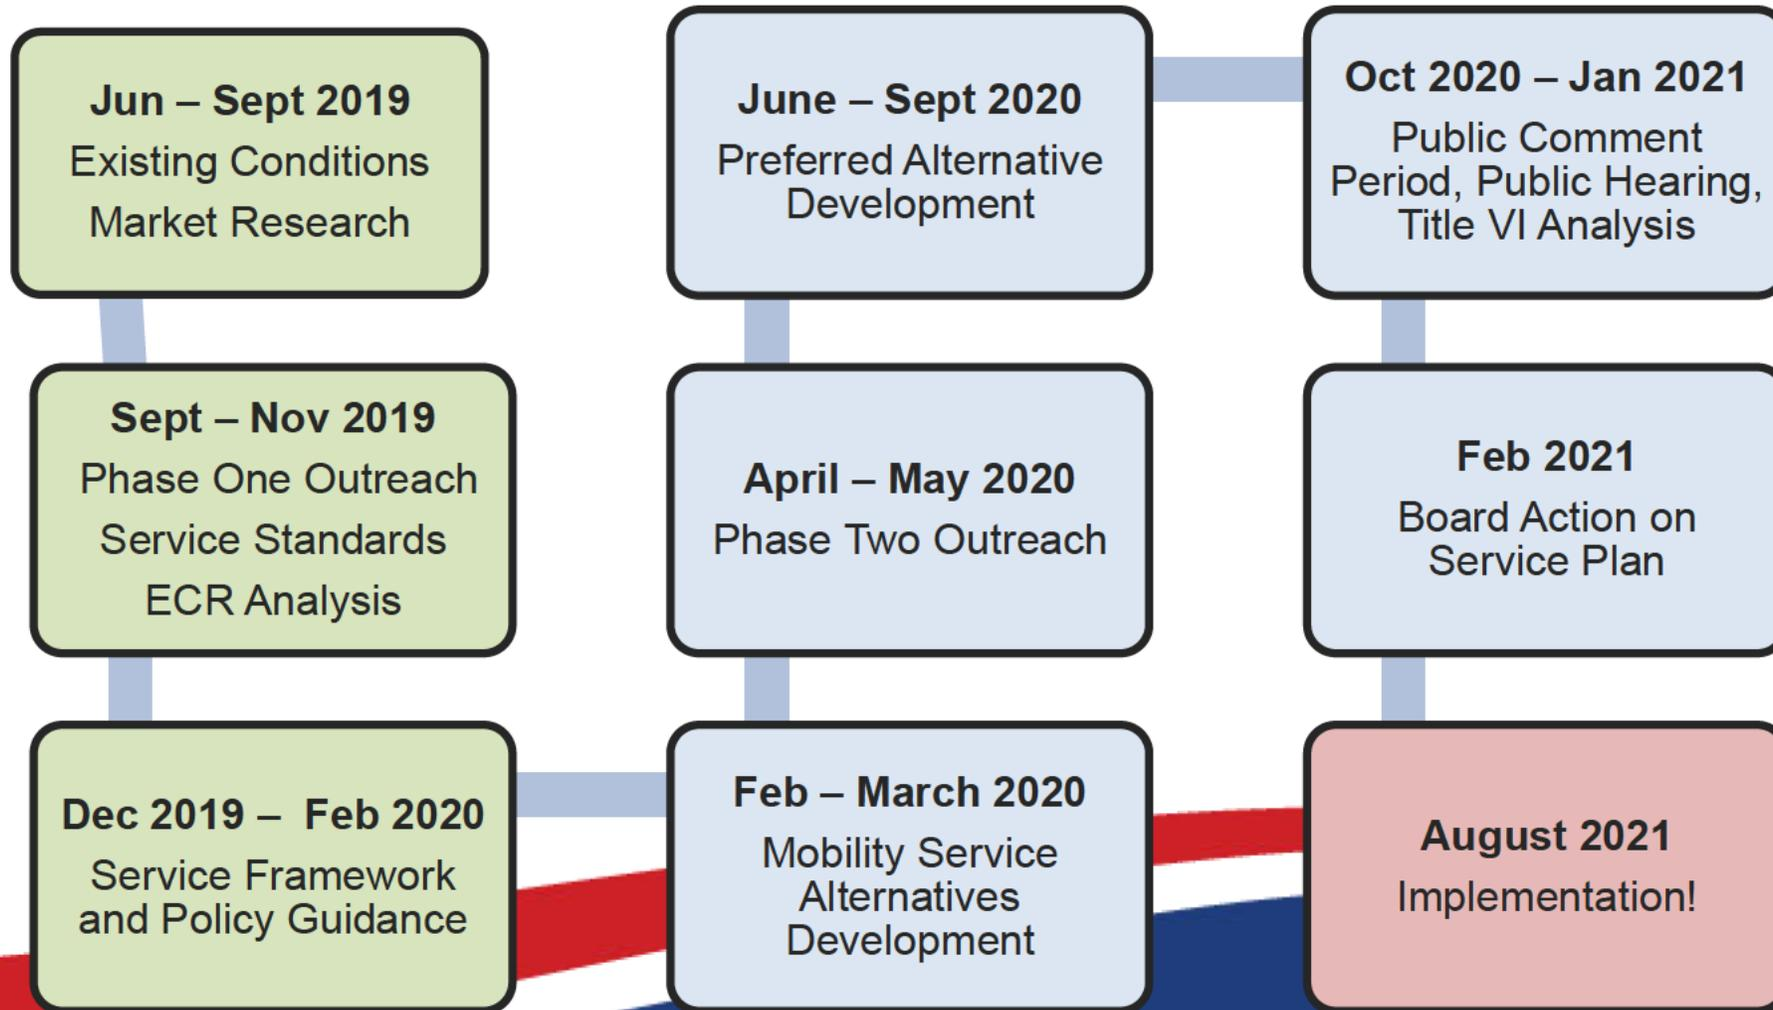 Jun – Sept 2019
Existing Conditions
Market Research
Sept – Nov 2019
Phase One Outreach
Service Standards
ECR Analysis
Dec 2019 – Feb 2020
Service Framework
and Policy Guidance
Feb – March 2020
Mobility Service
Alternatives
Development
April – May 2020
Phase Two Outreach
June – Sept 2020
Preferred Alternative
Development
Oct 2020 – Jan 2021
Public Comment
Period, Public Hearing,
Title VI Analysis
Feb 2021
Board Action on
Service Plan
August 2021
Implementation!